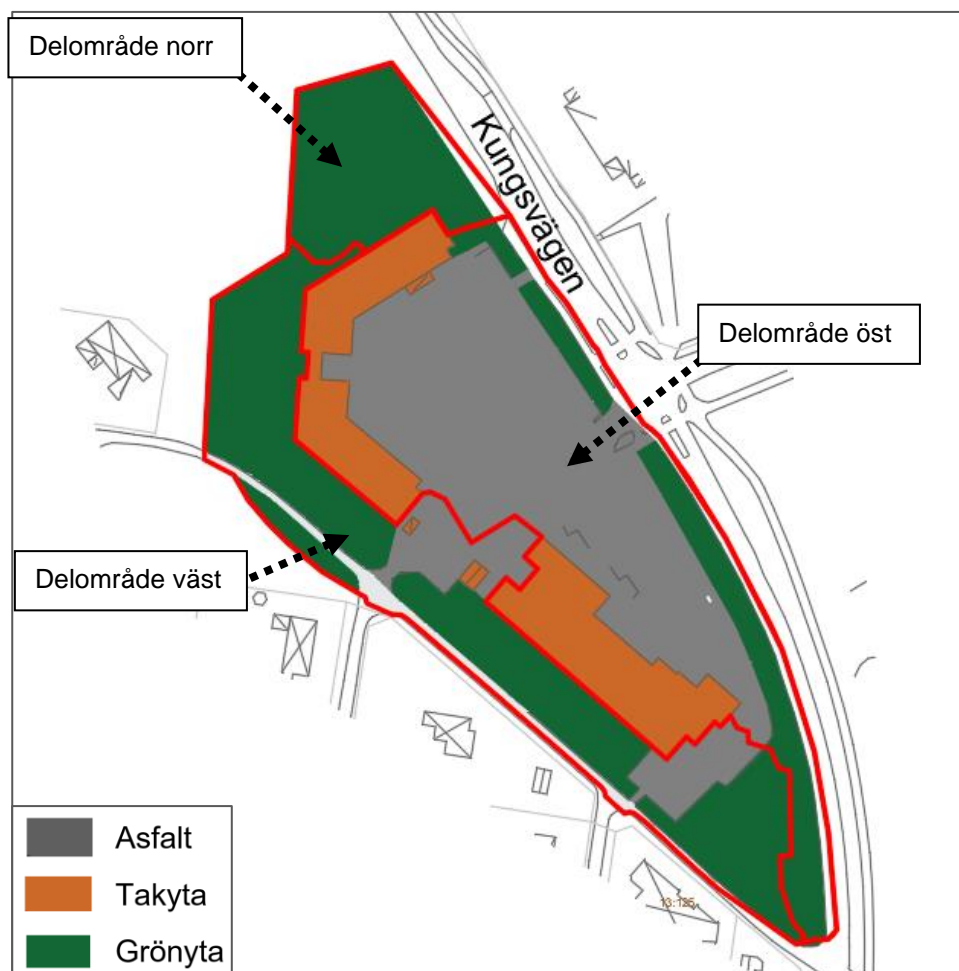 Delområde norr
Kungsvägen
Delområde öst
Delområde väst
13:125
Asfalt
Takyta
Grönyta